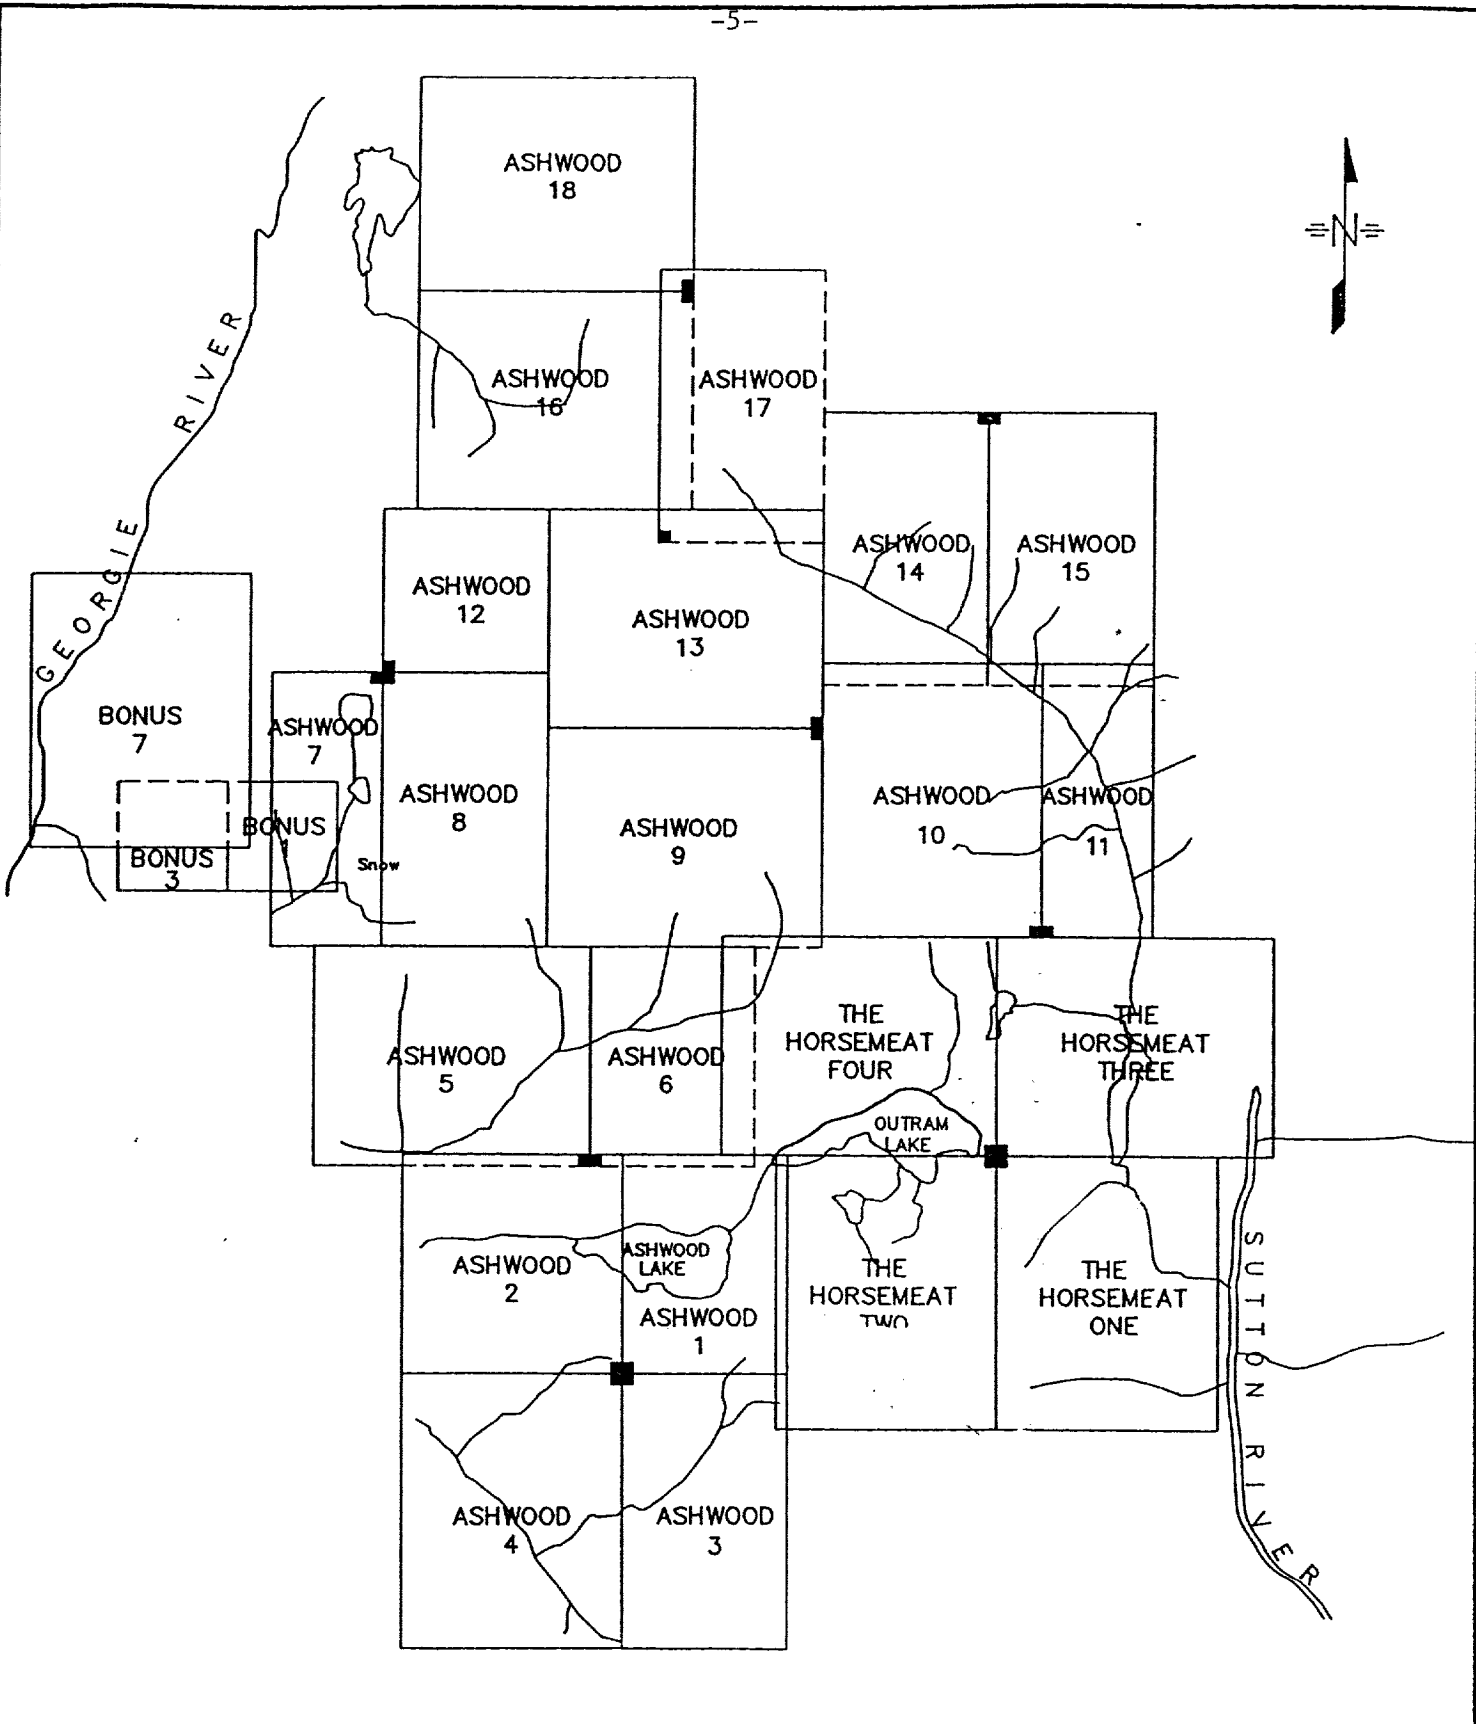 -5-
ASHWOOD
18
N
GEORGIE RIVER
ASHWOOD
16
ASHWOOD
17
ASHWOOD
14
ASHWOOD
15
ASHWOOD
12
ASHWOOD
13
BONUS
7
ASHWOOD
7
ASHWOOD
8
ASHWOOD
9
ASHWOOD
10
ASHWOOD
11
BONUS
1
BONUS
3
Snow
ASHWOOD
5
ASHWOOD
6
THE
HORSEMEAT
FOUR
THE
HORSEMEAT
THREE
OUTRAM
LAKE
ASHWOOD
2
ASHWOOD
LAKE
ASHWOOD
1
THE
HORSEMEAT
TWO
THE
HORSEMEAT
ONE
SUTTON RIVER
ASHWOOD
4
ASHWOOD
3